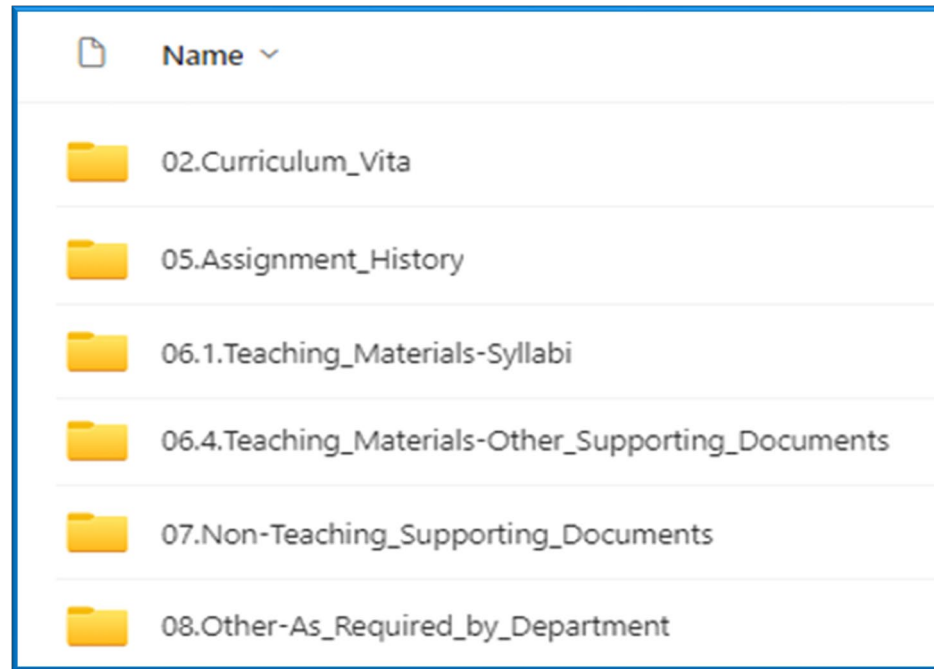 Name
02.Curriculum_Vita
05.Assignment_History
06.1.Teaching_Materials-Syllabi
06.4.Teaching_Materials-Other_Supporting_Documents
07.Non-Teaching_Supporting_Documents
08.Other-As_Required_by_Department